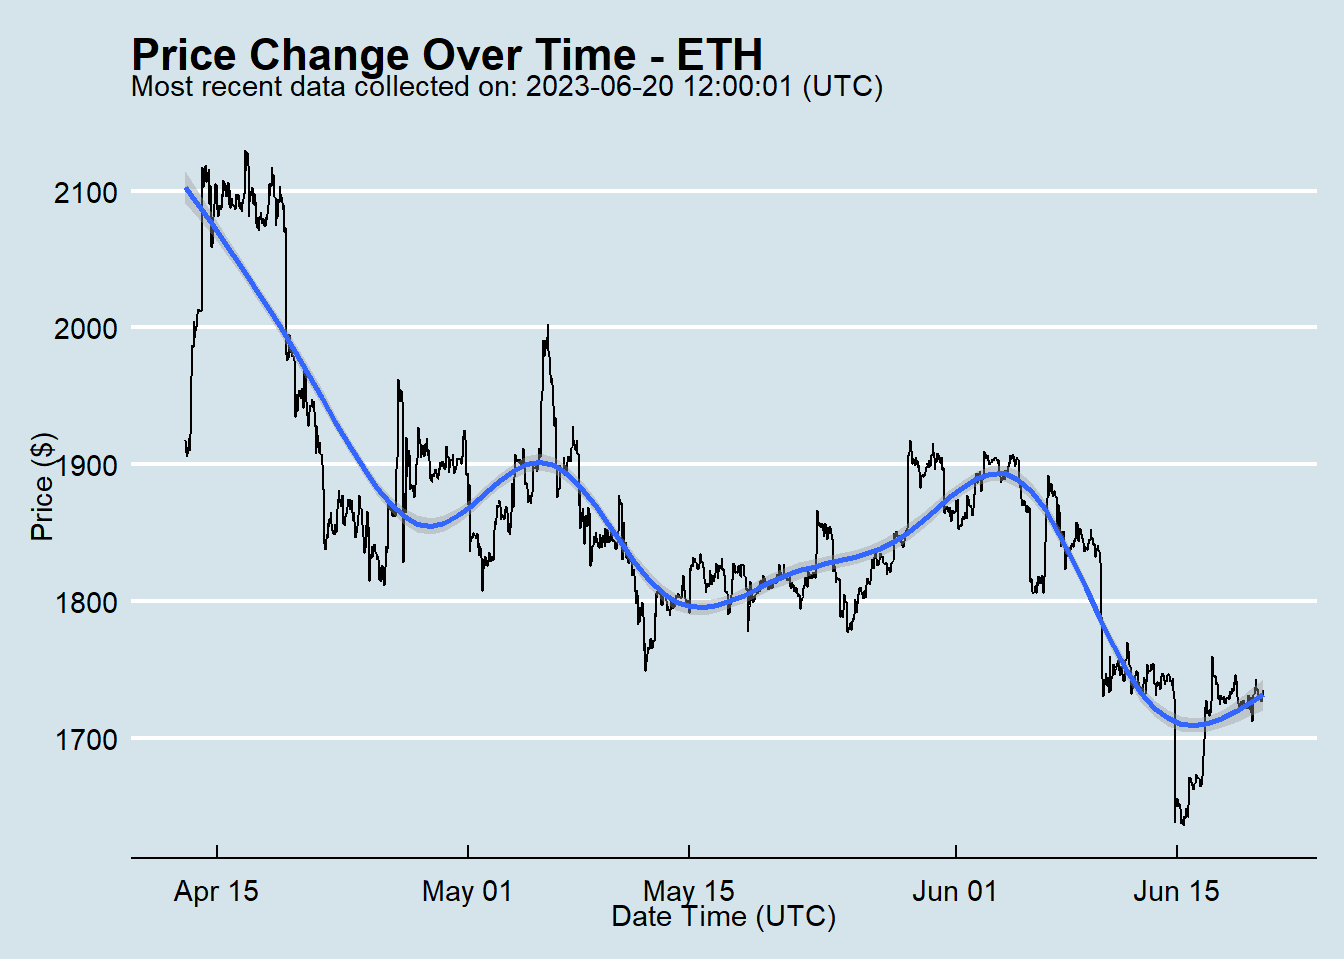 Price Change Over Time - ETH
Most recent data collected on: 2023-06-20 12:00:01 (UTC)
2100
2000
1900
1800
1700
Price ($)
Apr 15
May 01
May 15
Jun 01
Jun 15
Date Time (UTC)